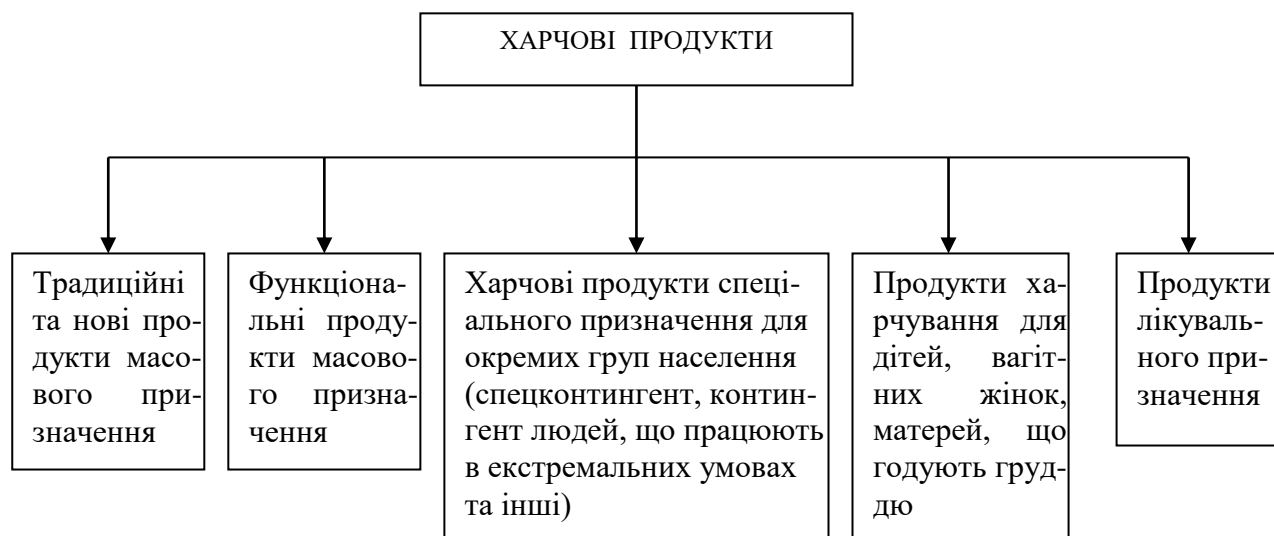 ХАРЧОВІ ПРОДУКТИ
Традиційні
та нові про-
дукти масо-
вого при-
значення
Функціона-
льні проду-
кти масово-
го призна-
чення
Харчові продукти спеці-
ального призначення для
окремих груп населення
(спецконтингент, контин-
гент людей, що працюють
в екстремальних умовах
та інші)
Продукти ха-
рчування для
дітей, вагіт-
них жінок,
матерей, що
годують груд-
дю
Продукти
лікуваль-
ного при-
значення